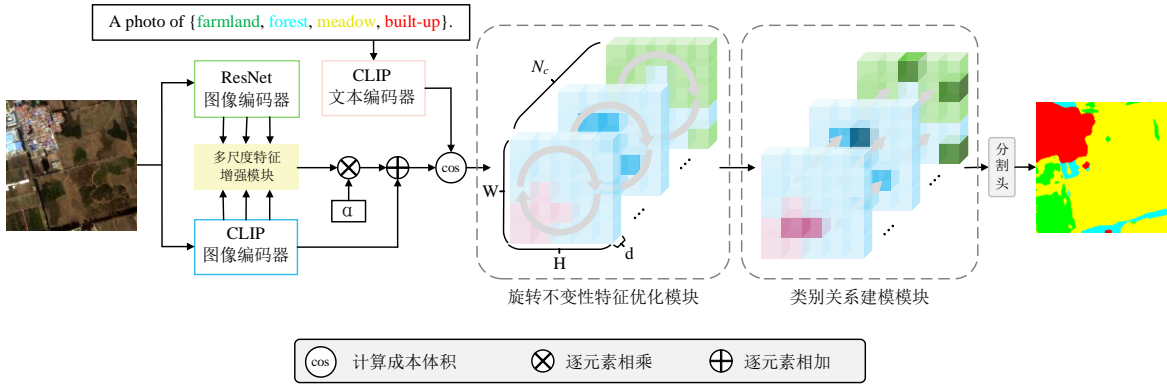 A photo of {farmland, forest, meadow, built-up}.
ResNet
图像编码器
CLIP
文本编码器
多尺度特征
增强模块
α
cos
CLIP
图像编码器
N_c
W
H
d
...
...
旋转不变性特征优化模块
...
...
类别关系建模模块
分割头
cos 计算成本体积
逐元素相乘
逐元素相加